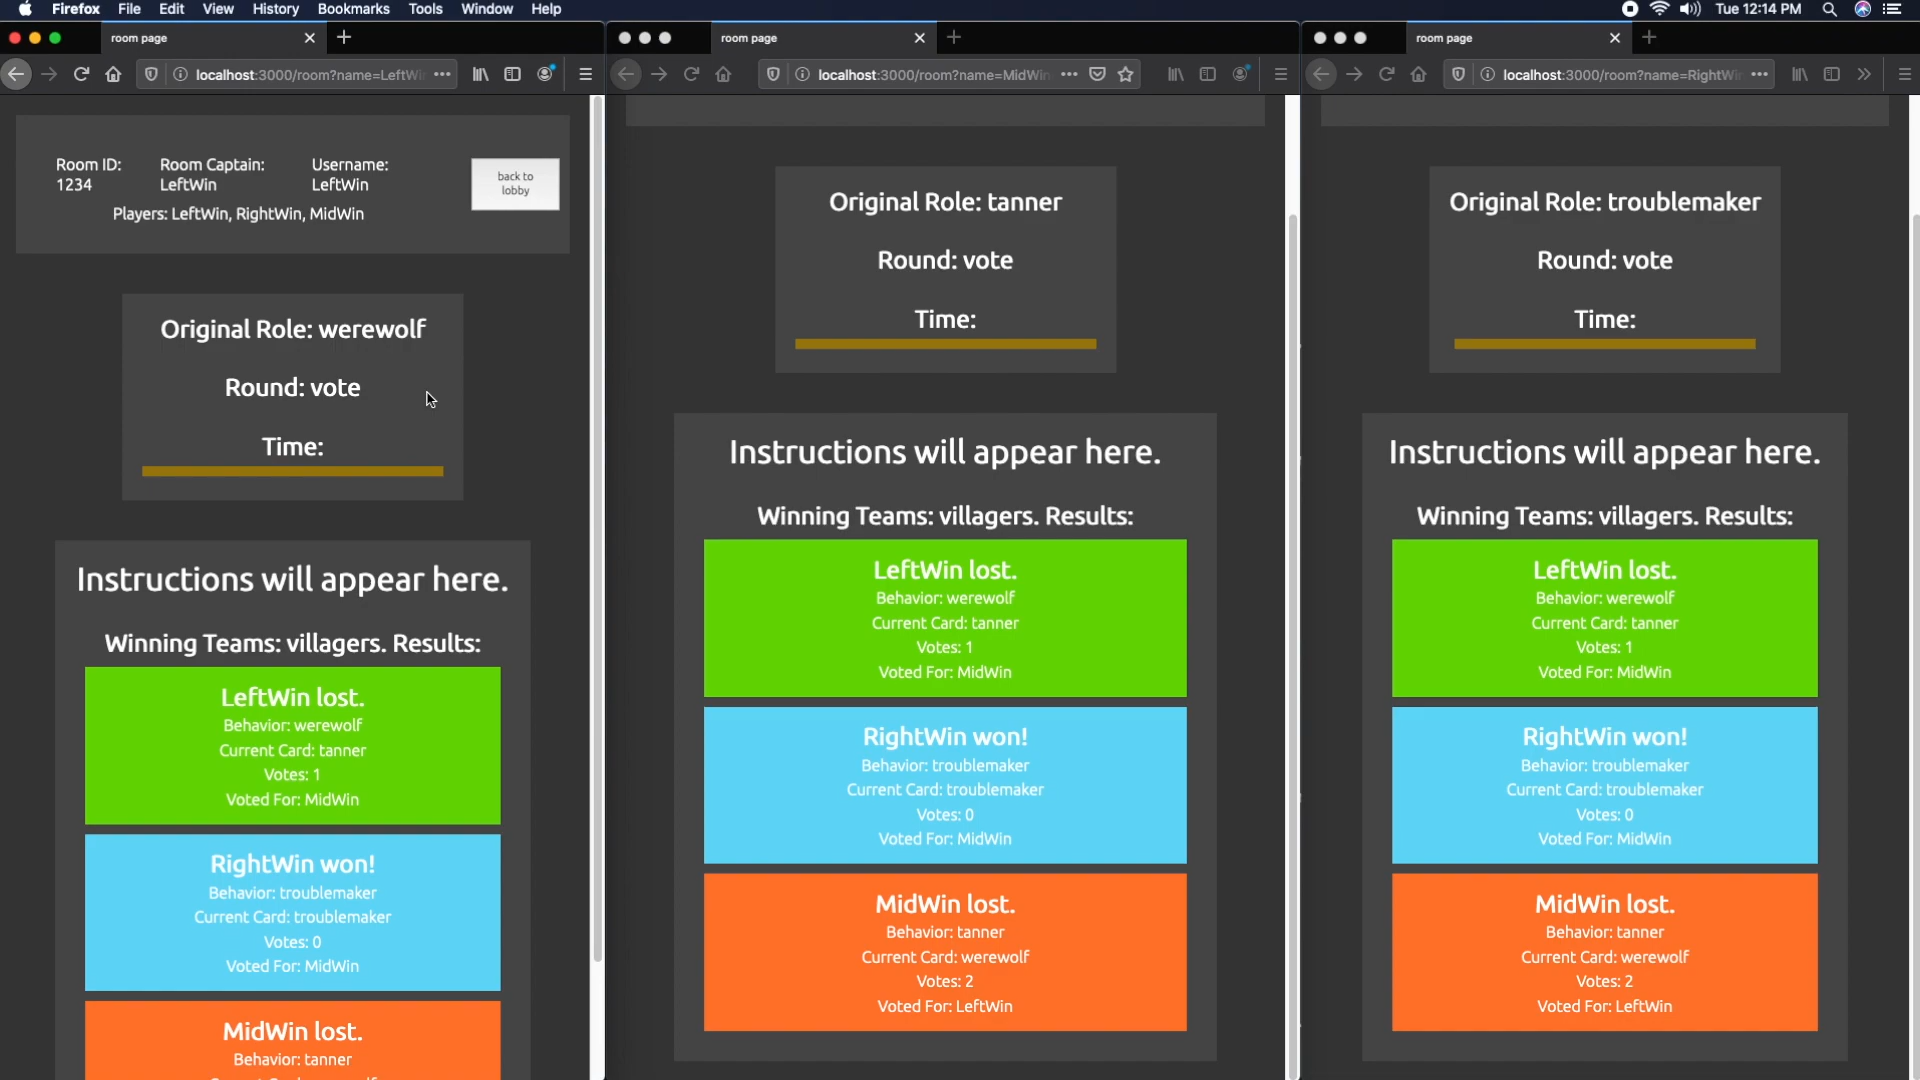 Firefox File Edit View History Bookmarks Tools Window Help
Tue 12:14 PM
room page
localhost:3000/room?name=LeftWi
Room ID: 1234
Room Captain: LeftWin
Username: LeftWin
back to lobby
Players: LeftWin, RightWin, MidWin
Original Role: werewolf
Round: vote
Time:
Instructions will appear here.
Winning Teams: villagers. Results:
LeftWin lost.
Behavior: werewolf
Current Card: tanner
Votes: 1
Voted For: MidWin
RightWin won!
Behavior: troublemaker
Current Card: troublemaker
Votes: 0
Voted For: MidWin
MidWin lost.
Behavior: tanner
room page
localhost:3000/room?name=MidWin
Original Role: tanner
Round: vote
Time:
Instructions will appear here.
Winning Teams: villagers. Results:
LeftWin lost.
Behavior: werewolf
Current Card: tanner
Votes: 1
Voted For: MidWin
RightWin won!
Behavior: troublemaker
Current Card: troublemaker
Votes: 0
Voted For: MidWin
MidWin lost.
Behavior: tanner
Current Card: werewolf
Votes: 2
Voted For: LeftWin
room page
localhost:3000/room?name=RightWi
Original Role: troublemaker
Round: vote
Time:
Instructions will appear here.
Winning Teams: villagers. Results:
LeftWin lost.
Behavior: werewolf
Current Card: tanner
Votes: 1
Voted For: MidWin
RightWin won!
Behavior: troublemaker
Current Card: troublemaker
Votes: 0
Voted For: MidWin
MidWin lost.
Behavior: tanner
Current Card: werewolf
Votes: 2
Voted For: LeftWin